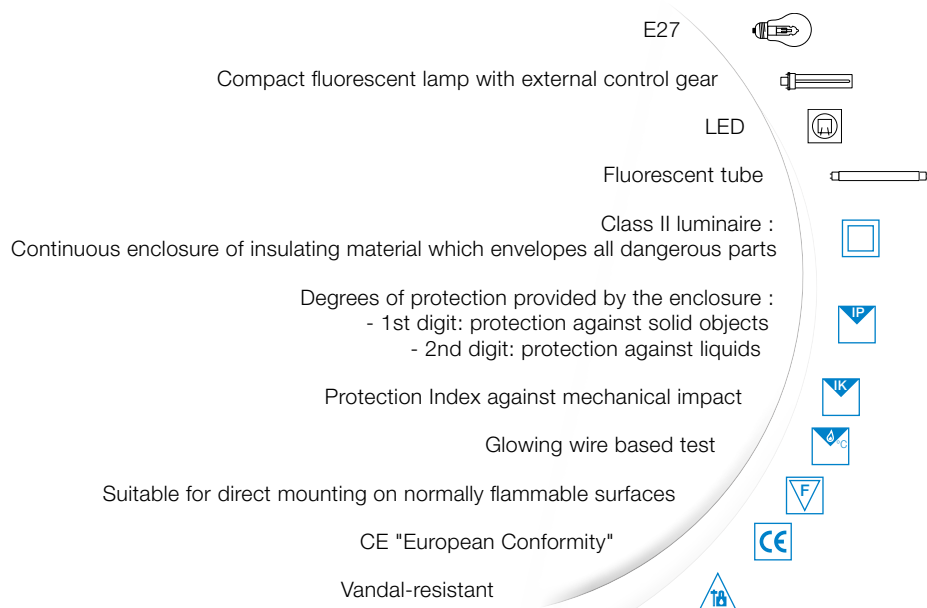 E27
Compact fluorescent lamp with external control gear
LED
Fluorescent tube
Class II luminaire :
Continuous enclosure of insulating material which envelopes all dangerous parts
Degrees of protection provided by the enclosure :
- 1st digit: protection against solid objects
- 2nd digit: protection against liquids
IP
Protection Index against mechanical impact
IK
Glowing wire based test
°C
Suitable for direct mounting on normally flammable surfaces
F
CE "European Conformity"
CE
Vandal-resistant